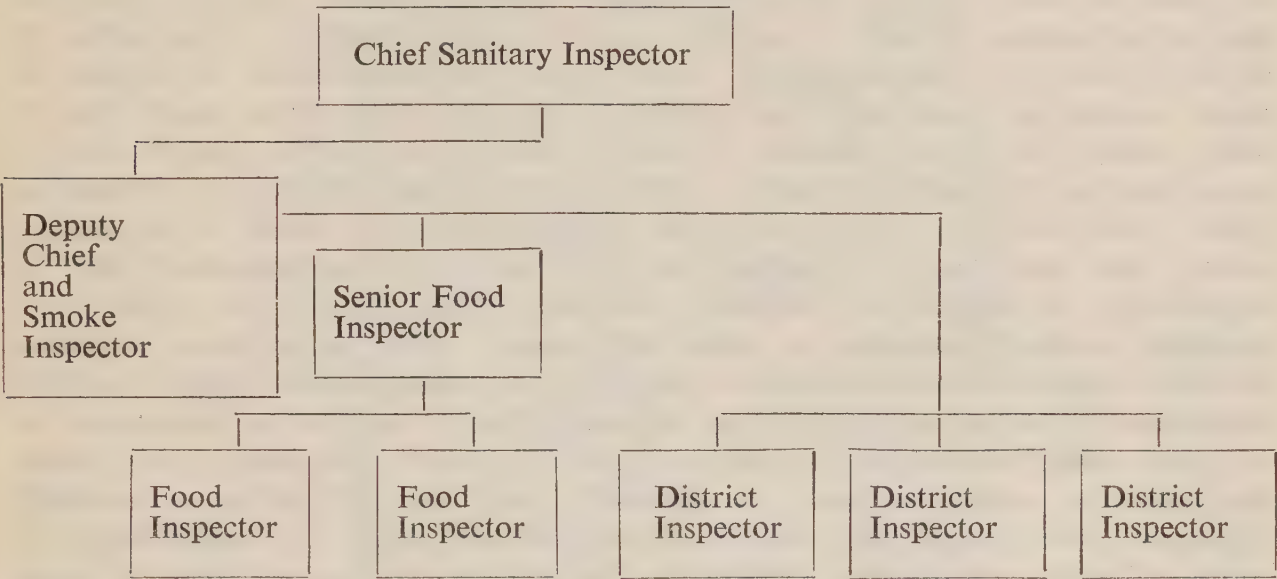 Chief Sanitary Inspector
Deputy
Chief
and
Smoke
Inspector
Senior Food
Inspector
Food
Inspector
Food
Inspector
District
Inspector
District
Inspector
District
Inspector